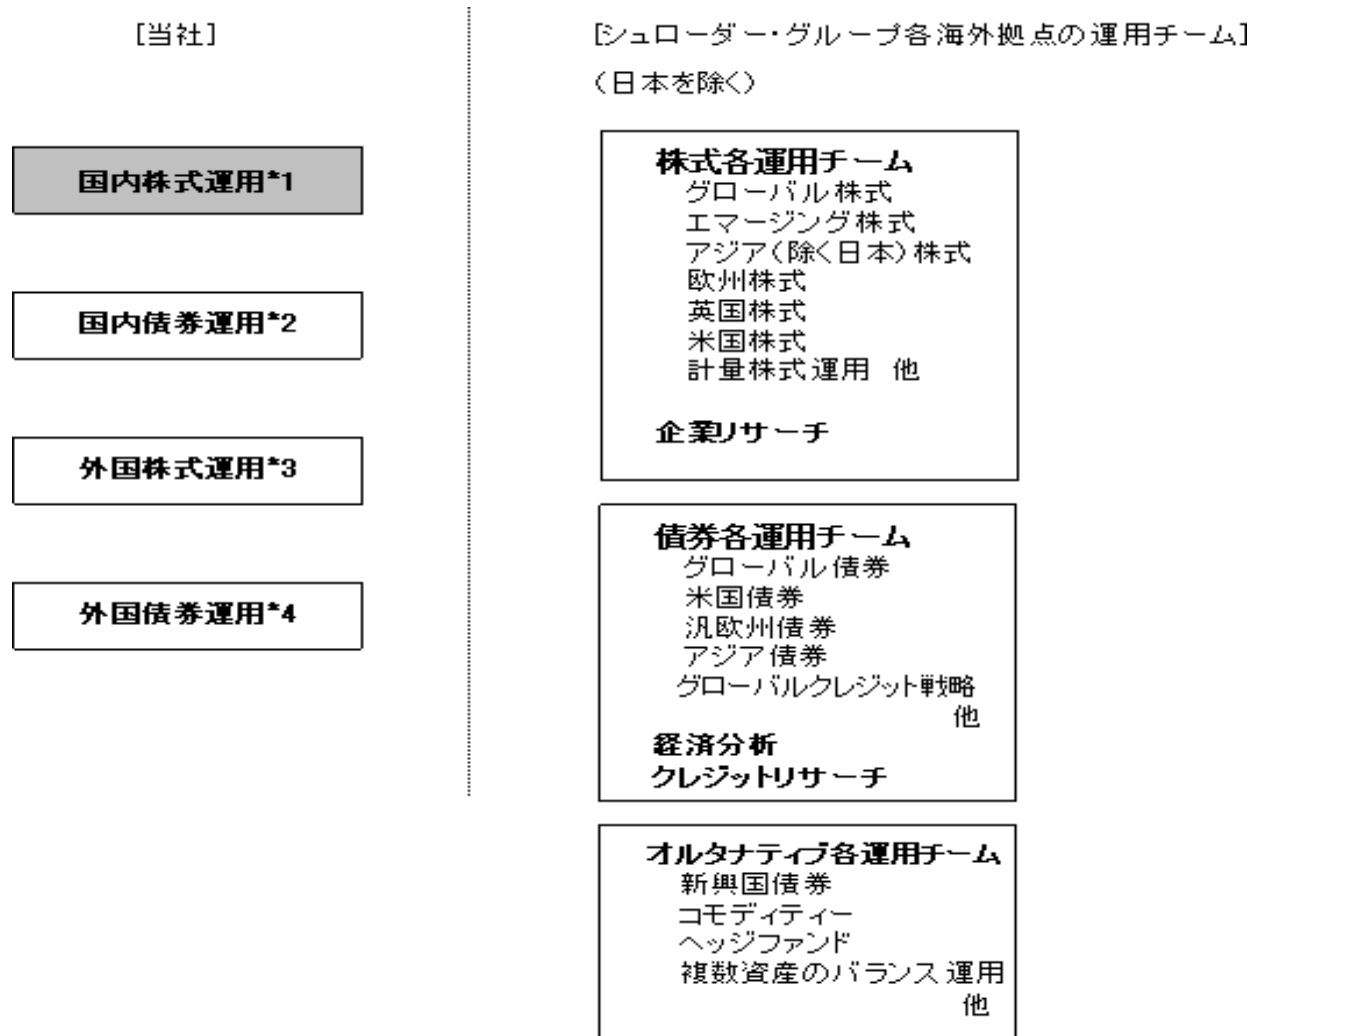 [当社]
国内株式運用*1
国内債券運用*2
外国株式運用*3
外国債券運用*4
[シュローダー・グループ各海外拠点の運用チーム]
（日本を除く）
株式各運用チーム
グローバル株式
エマージング株式
アジア（除く日本）株式
欧州株式
英国株式
米国株式
計量株式運用 他
企業リサーチ
債券各運用チーム
グローバル債券
米国債券
汎欧州債券
アジア債券
グローバルクレジット戦略
他
経済分析
クレジットリサーチ
オルタナティブ各運用チーム
新興国債券
コモディティー
ヘッジファンド
複数資産のバランス運用
他